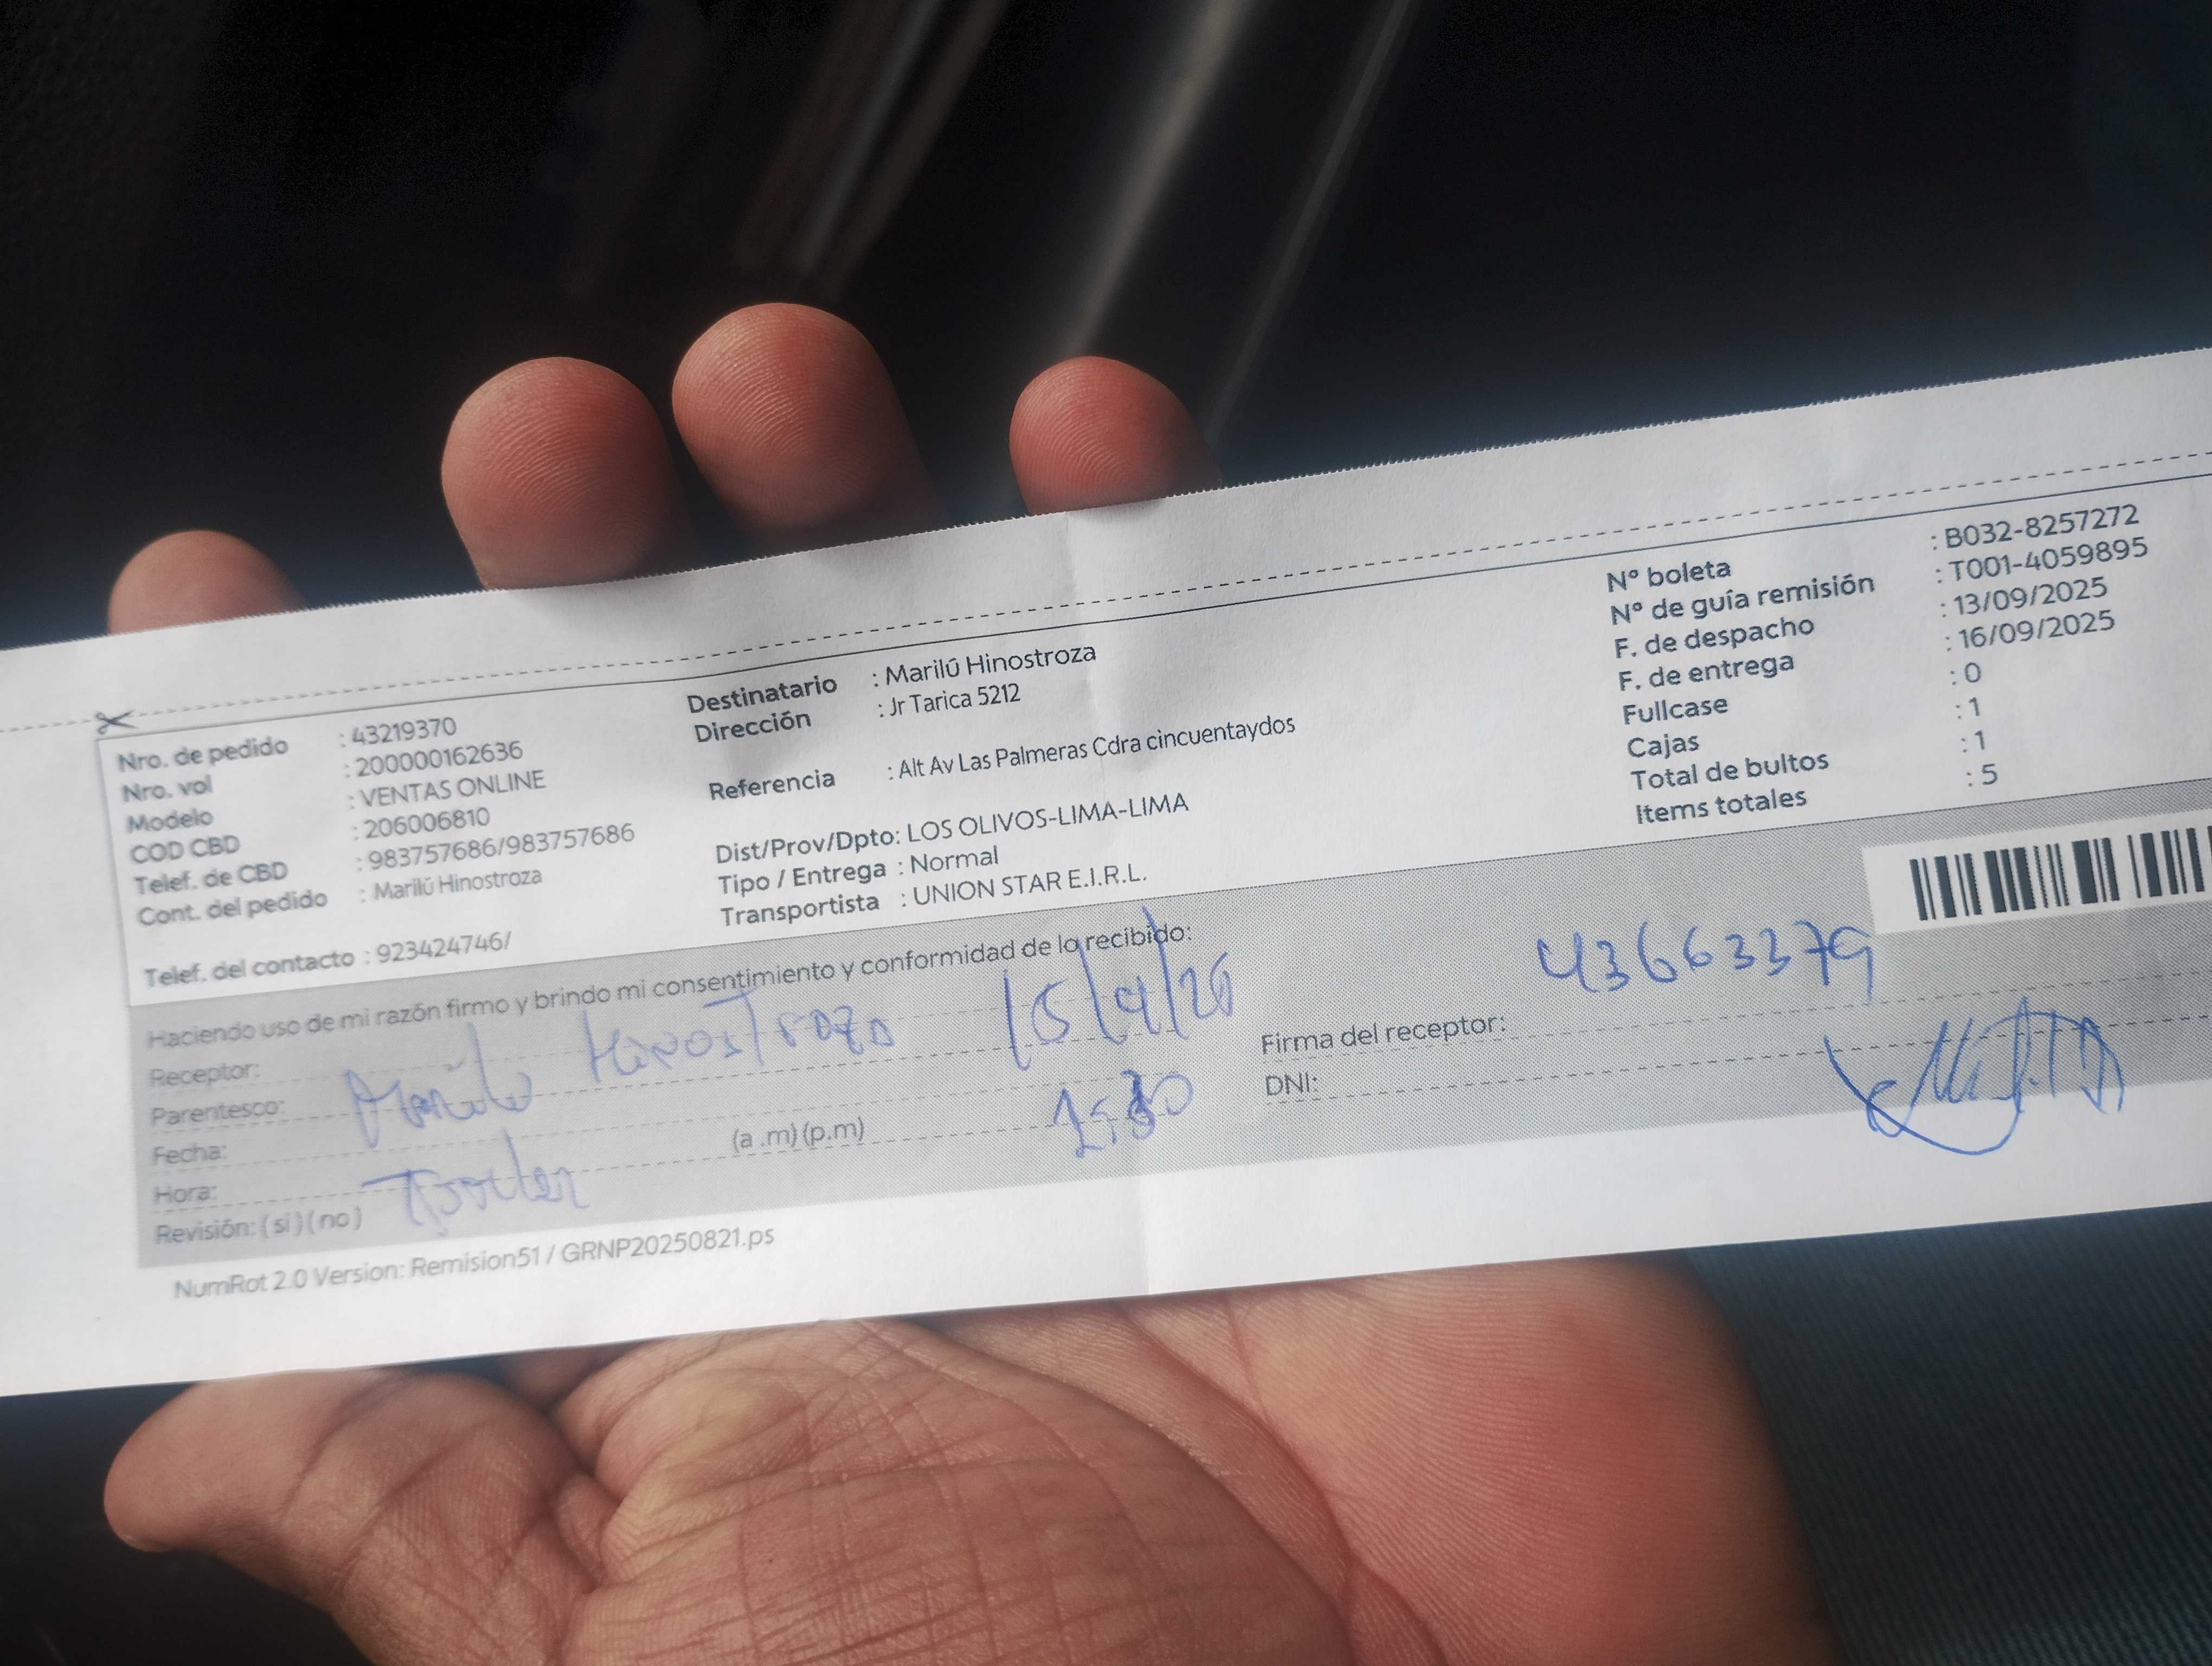 Nro. de pedido : 43219370
Nro. vol : 200000162636
Modelo : VENTAS ONLINE
COD CBD : 206006810
Telef. de CBD : 983757686/983757686
Cont. del pedido : Marilú Hinostroza
Telef. del contacto : 923424746/
Destinatario : Marilú Hinostroza
Dirección : Jr Tarica 5212
Referencia : Alt Av Las Palmeras Cdra cincuentaydos
Dist/Prov/Dpto: LOS OLIVOS-LIMA-LIMA
Tipo / Entrega : Normal
Transportista : UNION STAR E.I.R.L.
Nº boleta : B032-8257272
Nº de guía remisión : T001-4059895
F. de despacho : 13/09/2025
F. de entrega : 16/09/2025
Fullcase : 0
Cajas : 1
Total de bultos : 1
Items totales : 5
Haciendo uso de mi razón firmo y brindo mi consentimiento y conformidad de lo recibido:
Receptor:
Parentesco: Marilú Hinostroza
Fecha:
Hora: (a .m) (p.m)
Revisión: ( si ) ( no )
Firma del receptor: 43663379
DNI:
NumRot 2.0 Version: Remision51 / GRNP20250821.ps